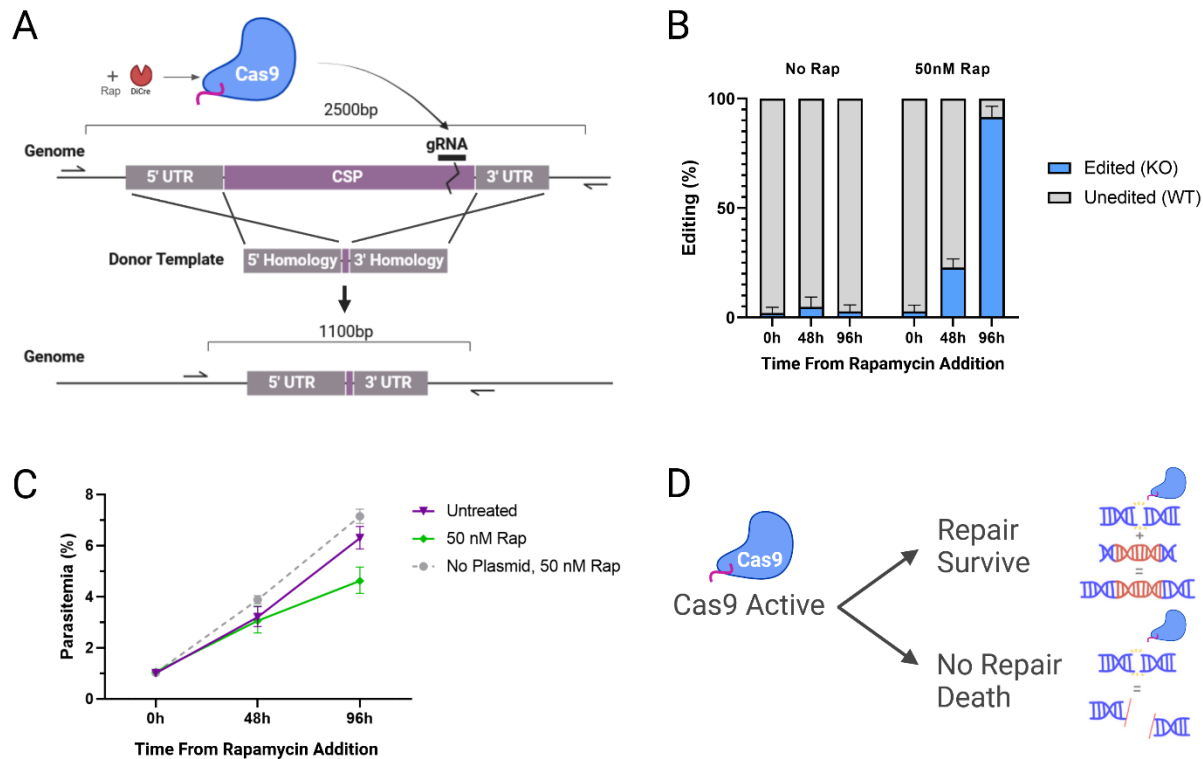 A
+
Rap
DiCre
Cas9
2500bp
Genome
gRNA
5' UTR
CSP
3' UTR
Donor Template
5' Homology
3' Homology
1100bp
Genome
5' UTR
3' UTR
B
No Rap
50nM Rap
Editing (%)
100
50
0
0h
48h
96h
0h
48h
96h
Time From Rapamycin Addition
Edited (KO)
Unedited (WT)
C
Parasitemia (%)
8
6
4
2
0
0h
48h
96h
Time From Rapamycin Addition
Untreated
50 nM Rap
No Plasmid, 50 nM Rap
D
Cas9
Cas9 Active
Repair
Survive
+
=
No Repair
Death
=